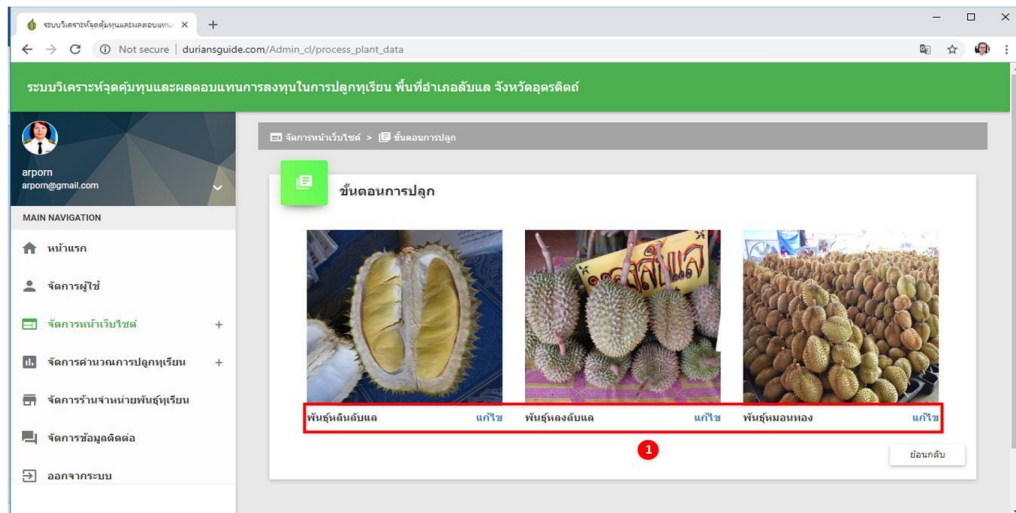 ระบบวิเคราะห์จุดคุ้มทุนและผลตอบแทน
Not secure | duriansguide.com/Admin_cl/process_plant_data
ระบบวิเคราะห์จุดคุ้มทุนและผลตอบแทนการลงทุนในการปลูกทุเรียน พื้นที่อำเภอลับแล จังหวัดอุตรดิตถ์
arporn
arporn@gmail.com
MAIN NAVIGATION
หน้าแรก
จัดการผู้ใช้
จัดการหน้าเว็บไซต์ +
จัดการคำนวณการปลูกทุเรียน +
จัดการร้านจำหน่ายพันธุ์ทุเรียน
จัดการข้อมูลติดต่อ
ออกจากระบบ
จัดการหน้าเว็บไซต์ > ขั้นตอนการปลูก
ขั้นตอนการปลูก
หลงลับแล
พันธุ์หลินลับแล แก้ไข พันธุ์หลงลับแล แก้ไข พันธุ์หมอนทอง แก้ไข
1
ย้อนกลับ